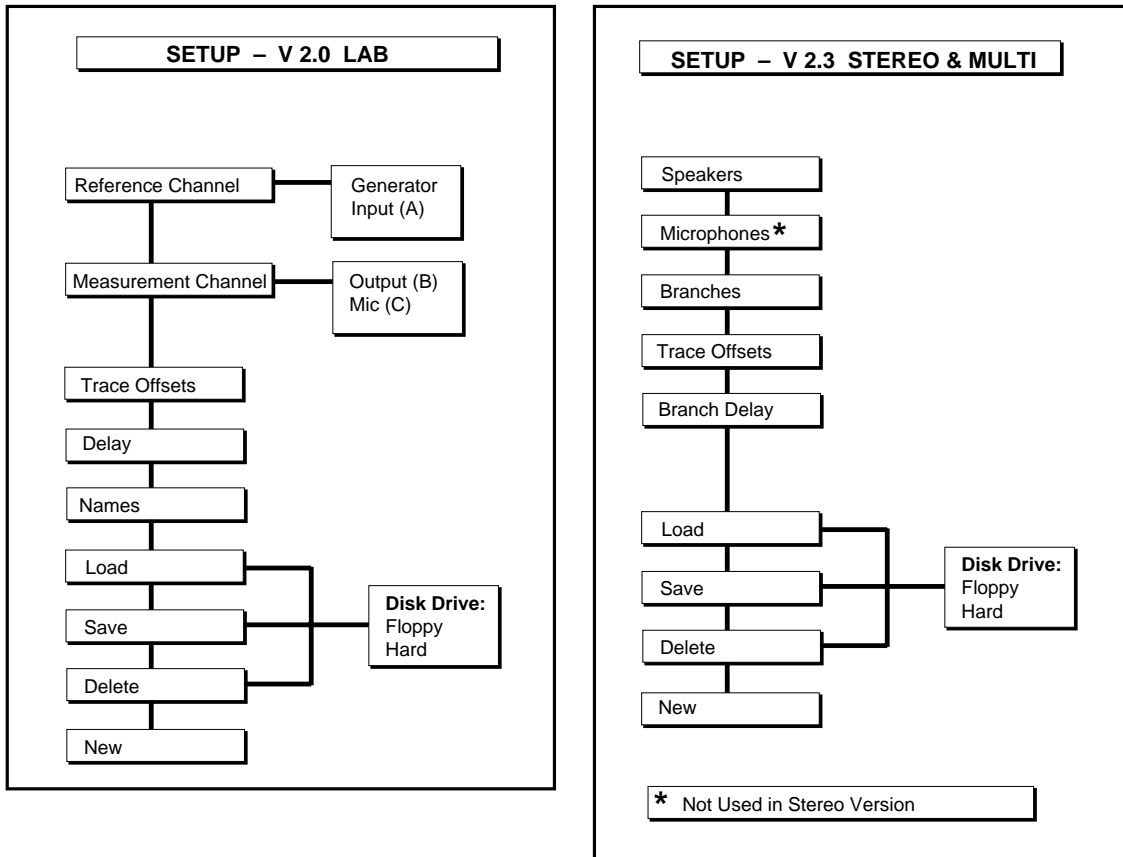 SETUP – V 2.0 LAB
Reference Channel
Generator
Input (A)
Measurement Channel
Output (B)
Mic (C)
Trace Offsets
Delay
Names
Load
Save
Delete
New
Disk Drive:
Floppy
Hard
SETUP – V 2.3 STEREO & MULTI
Speakers
Microphones *
Branches
Trace Offsets
Branch Delay
Load
Save
Delete
New
Disk Drive:
Floppy
Hard
* Not Used in Stereo Version